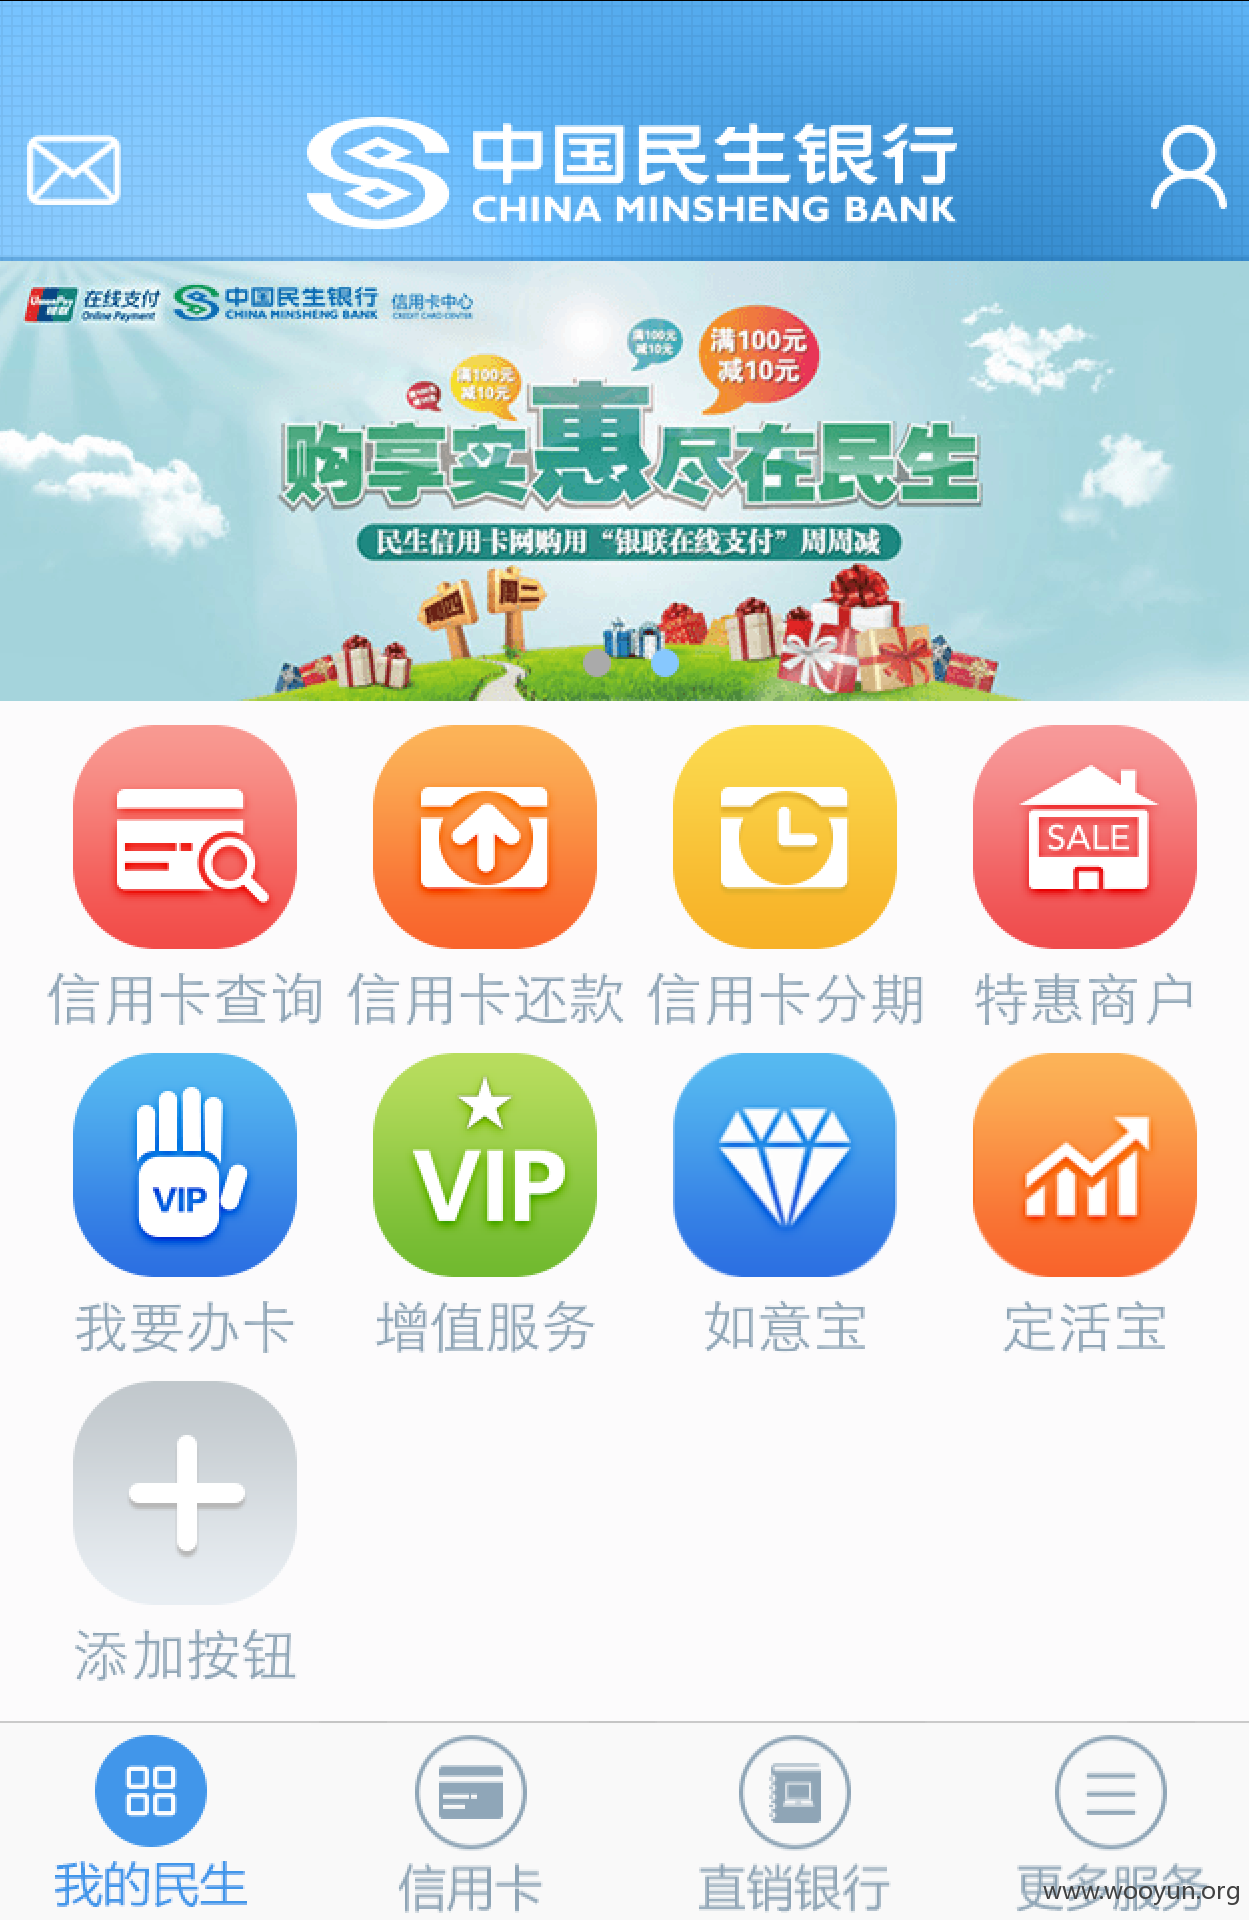 中国民生银行
CHINA MINSHENG BANK
UnionPay 银联 在线支付 Online Payment 中国民生银行 CHINA MINSHENG BANK 信用卡中心 CREDIT CARD CENTER
满100元
减10元
满100元
减10元
满100元
减10元
购享实惠尽在民生
民生信用卡网购用“银联在线支付”周周减
周四 周二
SALE
信用卡查询 信用卡还款 信用卡分期 特惠商户
VIP VIP
我要办卡 增值服务 如意宝 定活宝
添加按钮
我的民生 信用卡 直销银行 更多服务
www.wooyun.org